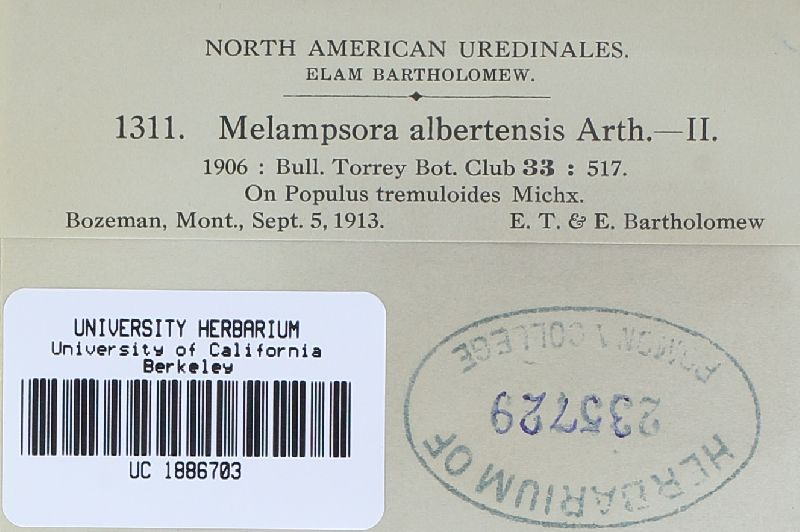 NORTH AMERICAN UREDINALES.
ELAM BARTHOLOMEW.
1311. Melampsora albertensis Arth.—II.
1906 : Bull. Torrey Bot. Club 33 : 517.
On Populus tremuloides Michx.
Bozeman, Mont., Sept. 5, 1913. E. T. & E. Bartholomew
UNIVERSITY HERBARIUM
University of California
Berkeley
UC 1886703
HERBARIUM OF
235729
POMONA COLLEGE